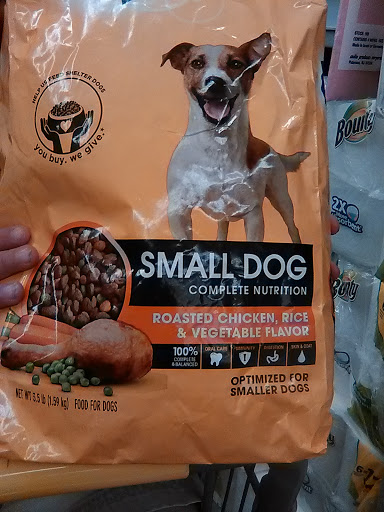 HELP US FEED SHELTER DOGS
you buy. we give.*
SMALL DOG
COMPLETE NUTRITION
ROASTED CHICKEN, RICE
& VEGETABLE FLAVOR
100%
COMPLETE
& BALANCED
ORAL CARE
IMMUNITY
DIGESTION
SKIN & COAT
OPTIMIZED FOR
SMALLER DOGS
NET WT 3.5 lb (1.59 kg) FOOD FOR DOGS
Bounty
2X
Bounty